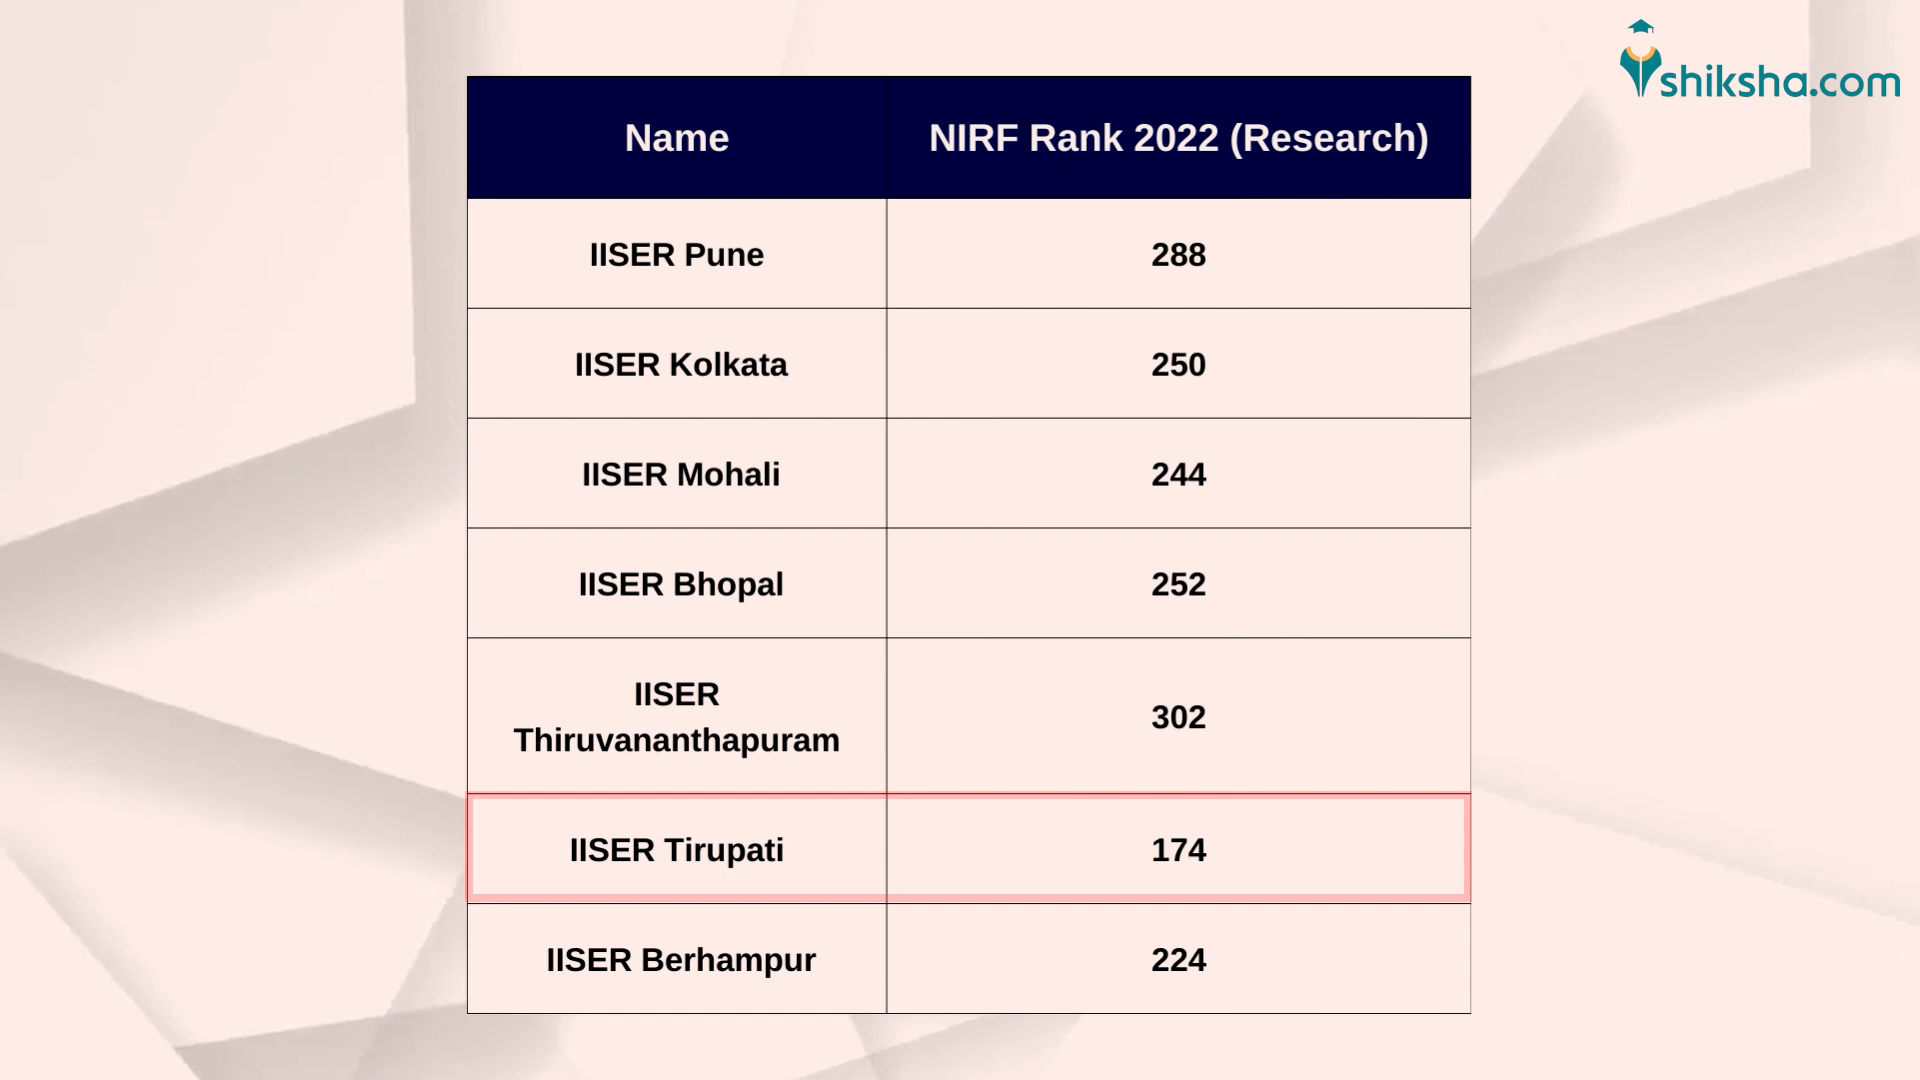 shiksha.com
Name NIRF Rank 2022 (Research)
IISER Pune 288
IISER Kolkata 250
IISER Mohali 244
IISER Bhopal 252
IISER
Thiruvananthapuram 302
IISER Tirupati 174
IISER Berhampur 224